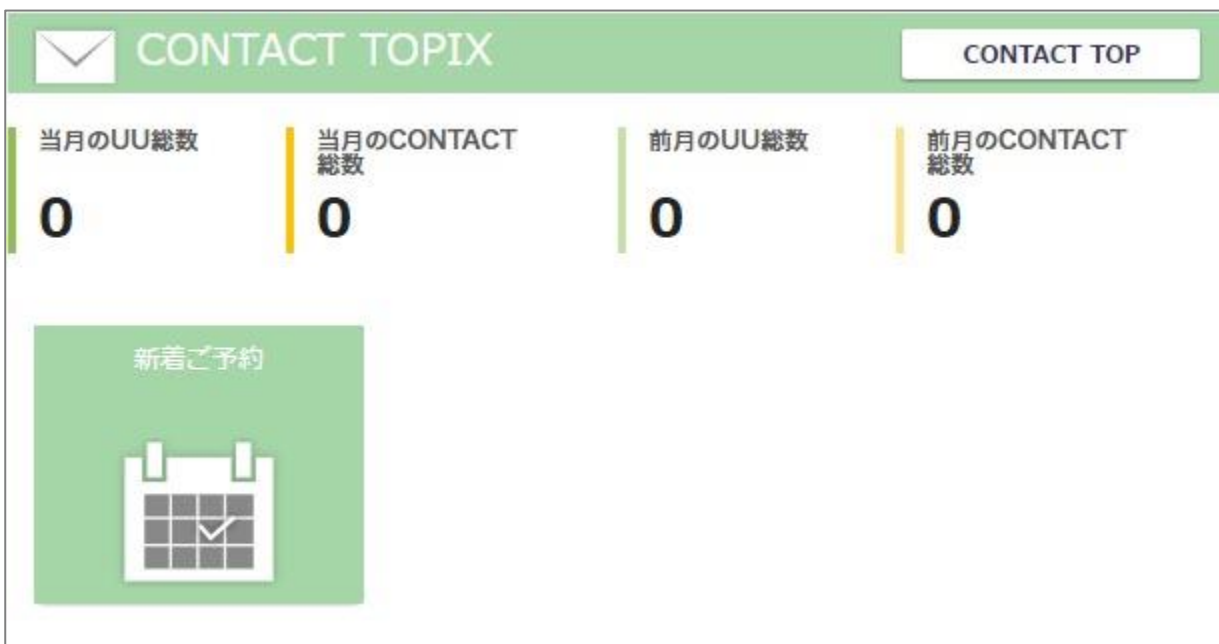 CONTACT TOPIX
CONTACT TOP
当月のUU総数
0
当月のCONTACT
総数
0
前月のUU総数
0
前月のCONTACT
総数
0
新着ご予約